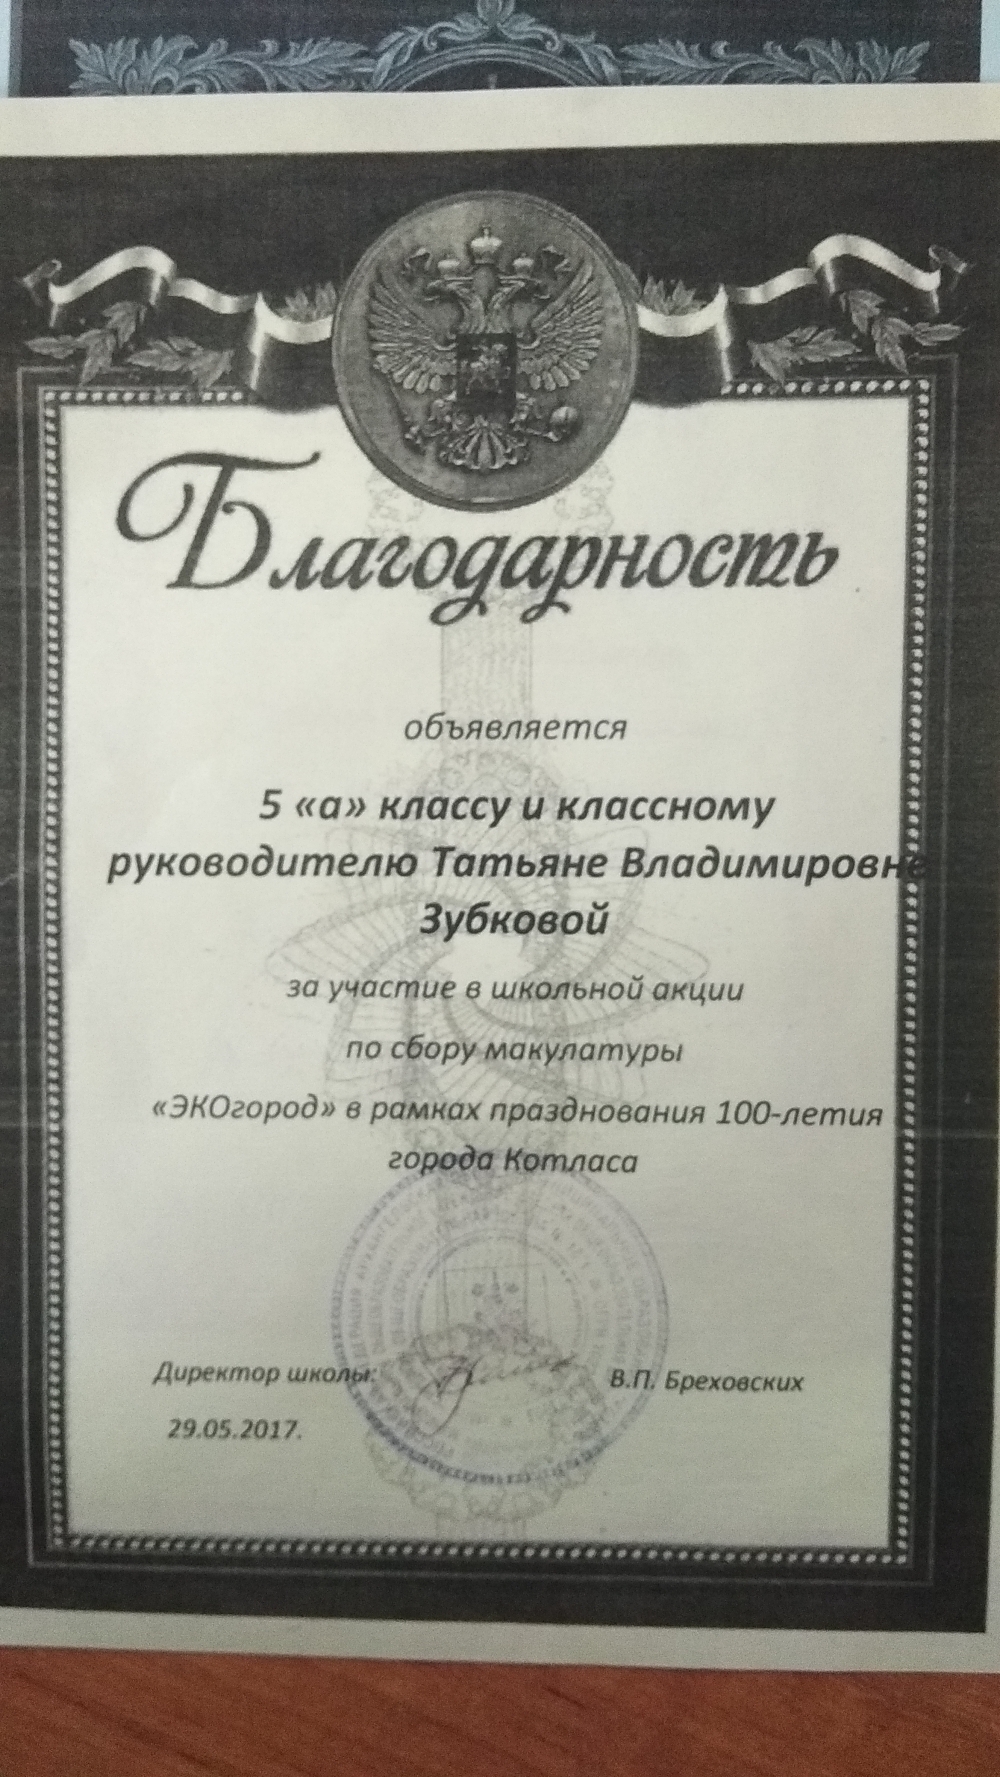 Благодарность
объявляется
5 «а» классу и классному
руководителю Татьяне Владимировне
Зубковой
за участие в школьной акции
по сбору макулатуры
«ЭКОгород» в рамках празднования 100-летия
города Котласа
Директор школы: В.П. Бреховских
29.05.2017.